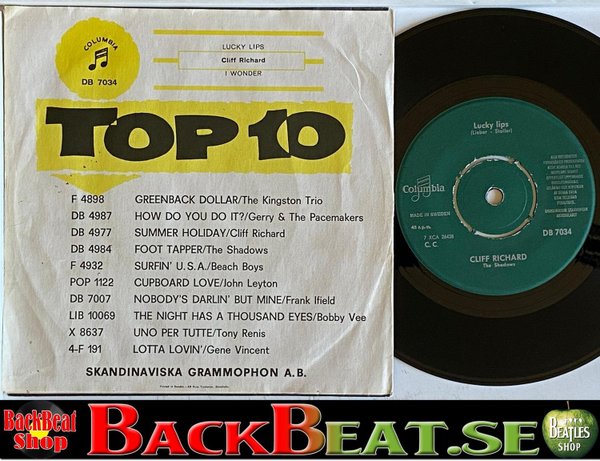 COLUMBIA
DB 7034
LUCKY LIPS
Cliff Richard
I WONDER
TOP 10
F 4898 GREENBACK DOLLAR/The Kingston Trio
DB 4987 HOW DO YOU DO IT?/Gerry & The Pacemakers
DB 4977 SUMMER HOLIDAY/Cliff Richard
DB 4984 FOOT TAPPER/The Shadows
F 4932 SURFIN' U.S.A./Beach Boys
POP 1122 CUPBOARD LOVE/John Leyton
DB 7007 NOBODY'S DARLIN' BUT MINE/Frank Ifield
LIB 10069 THE NIGHT HAS A THOUSAND EYES/Bobby Vee
X 8637 UNO PER TUTTE/Tony Renis
4-F 191 LOTTA LOVIN'/Gene Vincent
SKANDINAVISKA GRAMMOPHON A.B.
Lucky lips
(Lieber - Stoller)
Columbia
MADE IN SWEDEN
45 r.p.m.
7 XCA 26438
C. C.
DB 7034
CLIFF RICHARD
The Shadows
BackBeat Shop
BACKBEAT.SE
BEATLES SHOP